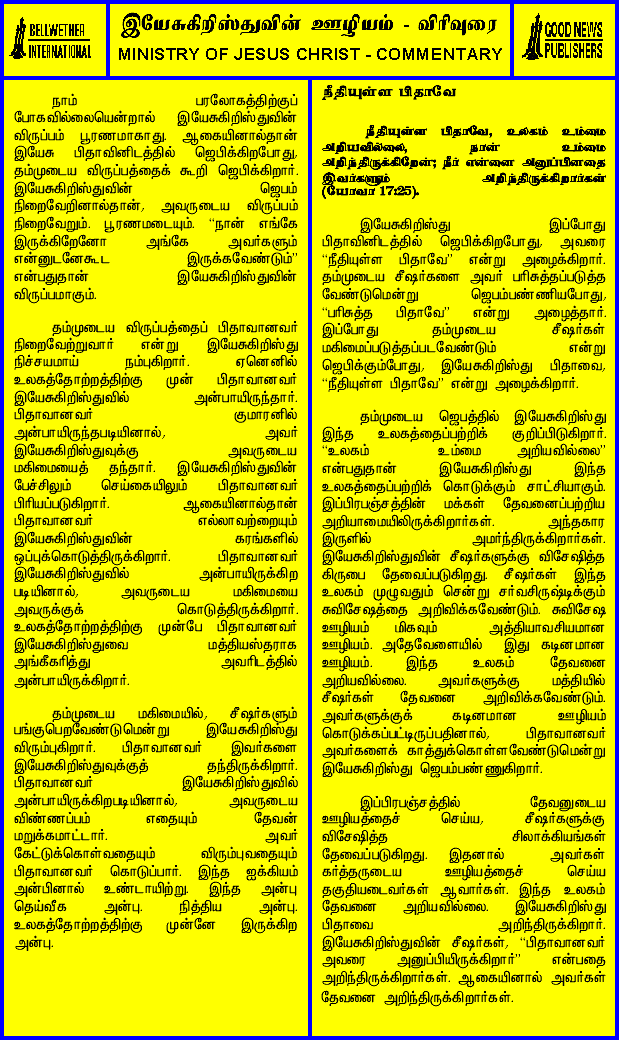 BELLWETHER
INTERNATIONAL
இயேசுகிறிஸ்துவின் ஊழியம் - விரிவுரை
MINISTRY OF JESUS CHRIST - COMMENTARY
GOOD NEWS
PUBLISHERS
நாம் பரலோகத்திற்குப்
போகவில்லையென்றால் இயேசுகிறிஸ்துவின்
விருப்பம் பூரணமாகாது. ஆகையினால்தான்
இயேசு பிதாவினிடத்தில் ஜெபிக்கிறபோது,
தம்முடைய விருப்பத்தைக் கூறி ஜெபிக்கிறார்.
இயேசுகிறிஸ்துவின் ஜெபம்
நிறைவேறினால்தான், அவருடைய விருப்பம்
நிறைவேறும். பூரணமடையும். “நான் எங்கே
இருக்கிறேனோ அங்கே அவர்களும்
என்னுடனேகூட இருக்கவேண்டும்”
என்பதுதான் இயேசுகிறிஸ்துவின்
விருப்பமாகும்.
தம்முடைய விருப்பத்தைப் பிதாவானவர்
நிறைவேற்றுவார் என்று இயேசுகிறிஸ்து
நிச்சயமாய் நம்புகிறார். ஏனெனில்
உலகத்தோற்றத்திற்கு முன் பிதாவானவர்
இயேசுகிறிஸ்துவில் அன்பாயிருந்தார்.
பிதாவானவர் குமாரனில்
அன்பாயிருந்தபடியினால், அவர்
இயேசுகிறிஸ்துவுக்கு அவருடைய
மகிமையைத் தந்தார். இயேசுகிறிஸ்துவின்
பேச்சிலும் செய்கையிலும் பிதாவானவர்
பிரியப்படுகிறார். ஆகையினால்தான்
பிதாவானவர் எல்லாவற்றையும்
இயேசுகிறிஸ்துவின் கரங்களில்
ஒப்புக்கொடுத்திருக்கிறார். பிதாவானவர்
இயேசுகிறிஸ்துவில் அன்பாயிருக்கிற
படியினால், அவருடைய மகிமையை
அவருக்குக் கொடுத்திருக்கிறார்.
உலகத்தோற்றத்திற்கு முன்பே பிதாவானவர்
இயேசுகிறிஸ்துவை மத்தியஸ்தராக
அங்கீகரித்து அவரிடத்தில்
அன்பாயிருக்கிறார்.
தம்முடைய மகிமையில், சீஷர்களும்
பங்குபெறவேண்டுமென்று இயேசுகிறிஸ்து
விரும்புகிறார். பிதாவானவர் இவர்களை
இயேசுகிறிஸ்துவுக்குத் தந்திருக்கிறார்.
பிதாவானவர் இயேசுகிறிஸ்துவில்
அன்பாயிருக்கிறபடியினால், அவருடைய
விண்ணப்பம் எதையும் தேவன்
மறுக்கமாட்டார். அவர்
கேட்டுக்கொள்வதையும் விரும்புவதையும்
பிதாவானவர் கொடுப்பார். இந்த ஐக்கியம்
அன்பினால் உண்டாயிற்று. இந்த அன்பு
தெய்வீக அன்பு. நித்திய அன்பு.
உலகத்தோற்றத்திற்கு முன்னே இருக்கிற
அன்பு.
நீதியுள்ள பிதாவே
நீதியுள்ள பிதாவே, உலகம் உம்மை
அறியவில்லை, நான் உம்மை
அறிந்திருக்கிறேன்; நீர் என்னை அனுப்பினதை
இவர்களும் அறிந்திருக்கிறார்கள்
(யோவா 17:25).
இயேசுகிறிஸ்து இப்போது
பிதாவினிடத்தில் ஜெபிக்கிறபோது, அவரை
“நீதியுள்ள பிதாவே” என்று அழைக்கிறார்.
தம்முடைய சீஷர்களை அவர் பரிசுத்தப்படுத்த
வேண்டுமென்று ஜெபம்பண்ணியபோது,
“பரிசுத்த பிதாவே” என்று அழைத்தார்.
இப்போது தம்முடைய சீஷர்கள்
மகிமைப்படுத்தப்படவேண்டும் என்று
ஜெபிக்கும்போது, இயேசுகிறிஸ்து பிதாவை,
“நீதியுள்ள பிதாவே” என்று அழைக்கிறார்.
தம்முடைய ஜெபத்தில் இயேசுகிறிஸ்து
இந்த உலகத்தைப்பற்றிக் குறிப்பிடுகிறார்.
“உலகம் உம்மை அறியவில்லை”
என்பதுதான் இயேசுகிறிஸ்து இந்த
உலகத்தைப்பற்றிக் கொடுக்கும் சாட்சியாகும்.
இப்பிரபஞ்சத்தின் மக்கள் தேவனைப்பற்றிய
அறியாமையிலிருக்கிறார்கள். அந்தகார
இருளில் அமர்ந்திருக்கிறார்கள்.
இயேசுகிறிஸ்துவின் சீஷர்களுக்கு விசேஷித்த
கிருபை தேவைப்படுகிறது. சீஷர்கள் இந்த
உலகம் முழுவதும் சென்று சர்வசிருஷ்டிக்கும்
சுவிசேஷத்தை அறிவிக்கவேண்டும். சுவிசேஷ
ஊழியம் மிகவும் அத்தியாவசியமான
ஊழியம். அதேவேளையில் இது கடினமான
ஊழியம். இந்த உலகம் தேவனை
அறியவில்லை. அவர்களுக்கு மத்தியில்
சீஷர்கள் தேவனை அறிவிக்கவேண்டும்.
அவர்களுக்குக் கடினமான ஊழியம்
கொடுக்கப்பட்டிருப்பதினால், பிதாவானவர்
அவர்களைக் காத்துக்கொள்ளவேண்டுமென்று
இயேசுகிறிஸ்து ஜெபம்பண்ணுகிறார்.
இப்பிரபஞ்சத்தில் தேவனுடைய
ஊழியத்தைச் செய்ய, சீஷர்களுக்கு
விசேஷித்த சிலாக்கியங்கள்
தேவைப்படுகிறது. இதனால் அவர்கள்
கர்த்தருடைய ஊழியத்தைச் செய்ய
தகுதியடைவர்கள் ஆவார்கள். இந்த உலகம்
தேவனை அறியவில்லை. இயேசுகிறிஸ்து
பிதாவை அறிந்திருக்கிறார்.
இயேசுகிறிஸ்துவின் சீஷர்கள், “பிதாவானவர்
அவரை அனுப்பியிருக்கிறார்” என்பதை
அறிந்திருக்கிறார்கள். ஆகையினால் அவர்கள்
தேவனை அறிந்திருக்கிறார்கள்.